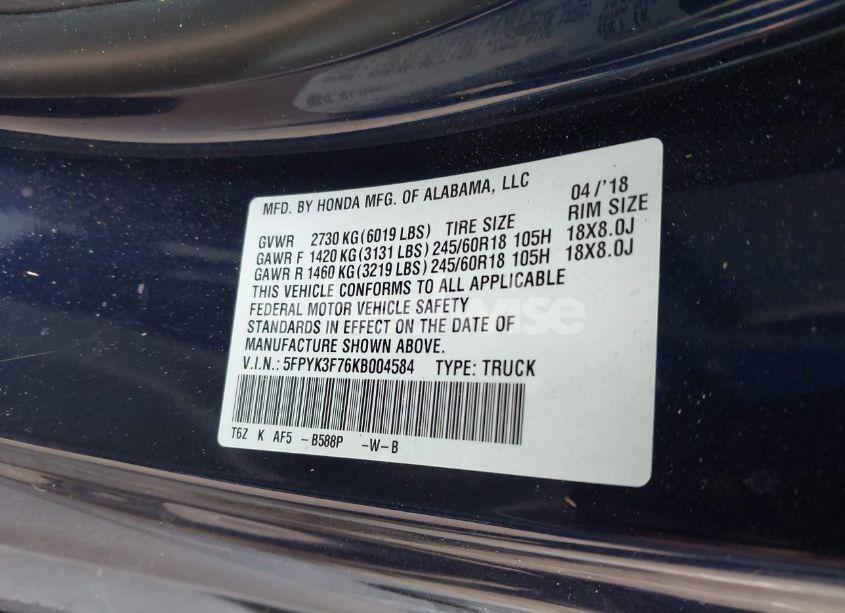 MFD. BY HONDA MFG. OF ALABAMA, LLC 04/'18
GVWR 2730 KG(6019 LBS) TIRE SIZE RIM SIZE
GAWR F 1420 KG(3131 LBS) 245/60R18 105H 18X8.0J
GAWR R 1460 KG(3219 LBS) 245/60R18 105H 18X8.0J
THIS VEHICLE CONFORMS TO ALL APPLICABLE
FEDERAL MOTOR VEHICLE SAFETY
STANDARDS IN EFFECT ON THE DATE OF
MANUFACTURE SHOWN ABOVE.
V.I.N.: 5FPYK3F76KB004584 TYPE: TRUCK
T6Z K AF5 -B588P -W-B